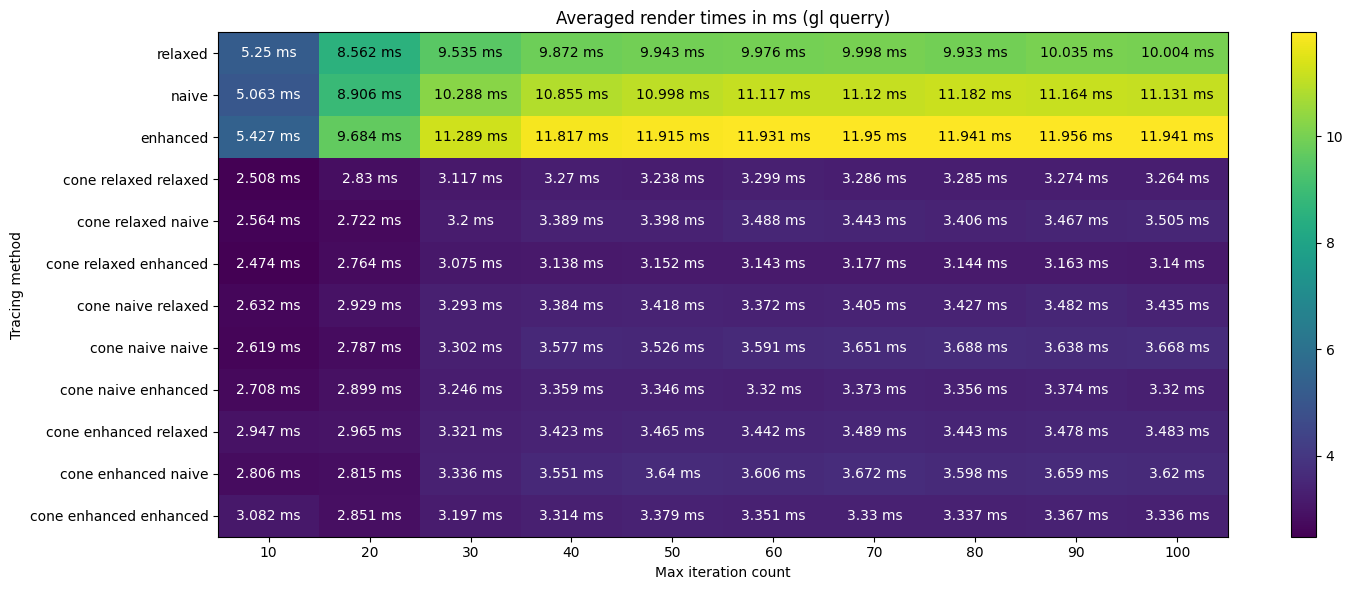 Averaged render times in ms (gl querry)
Tracing method
relaxed 5.25 ms 8.562 ms 9.535 ms 9.872 ms 9.943 ms 9.976 ms 9.998 ms 9.933 ms 10.035 ms 10.004 ms
naive 5.063 ms 8.906 ms 10.288 ms 10.855 ms 10.998 ms 11.117 ms 11.12 ms 11.182 ms 11.164 ms 11.131 ms
enhanced 5.427 ms 9.684 ms 11.289 ms 11.817 ms 11.915 ms 11.931 ms 11.95 ms 11.941 ms 11.956 ms 11.941 ms
cone relaxed relaxed 2.508 ms 2.83 ms 3.117 ms 3.27 ms 3.238 ms 3.299 ms 3.286 ms 3.285 ms 3.274 ms 3.264 ms
cone relaxed naive 2.564 ms 2.722 ms 3.2 ms 3.389 ms 3.398 ms 3.488 ms 3.443 ms 3.406 ms 3.467 ms 3.505 ms
cone relaxed enhanced 2.474 ms 2.764 ms 3.075 ms 3.138 ms 3.152 ms 3.143 ms 3.177 ms 3.144 ms 3.163 ms 3.14 ms
cone naive relaxed 2.632 ms 2.929 ms 3.293 ms 3.384 ms 3.418 ms 3.372 ms 3.405 ms 3.427 ms 3.482 ms 3.435 ms
cone naive naive 2.619 ms 2.787 ms 3.302 ms 3.577 ms 3.526 ms 3.591 ms 3.651 ms 3.688 ms 3.638 ms 3.668 ms
cone naive enhanced 2.708 ms 2.899 ms 3.246 ms 3.359 ms 3.346 ms 3.32 ms 3.373 ms 3.356 ms 3.374 ms 3.32 ms
cone enhanced relaxed 2.947 ms 2.965 ms 3.321 ms 3.423 ms 3.465 ms 3.442 ms 3.489 ms 3.443 ms 3.478 ms 3.483 ms
cone enhanced naive 2.806 ms 2.815 ms 3.336 ms 3.551 ms 3.64 ms 3.606 ms 3.672 ms 3.598 ms 3.659 ms 3.62 ms
cone enhanced enhanced 3.082 ms 2.851 ms 3.197 ms 3.314 ms 3.379 ms 3.351 ms 3.33 ms 3.337 ms 3.367 ms 3.336 ms
10 20 30 40 50 60 70 80 90 100
Max iteration count
10
8
6
4